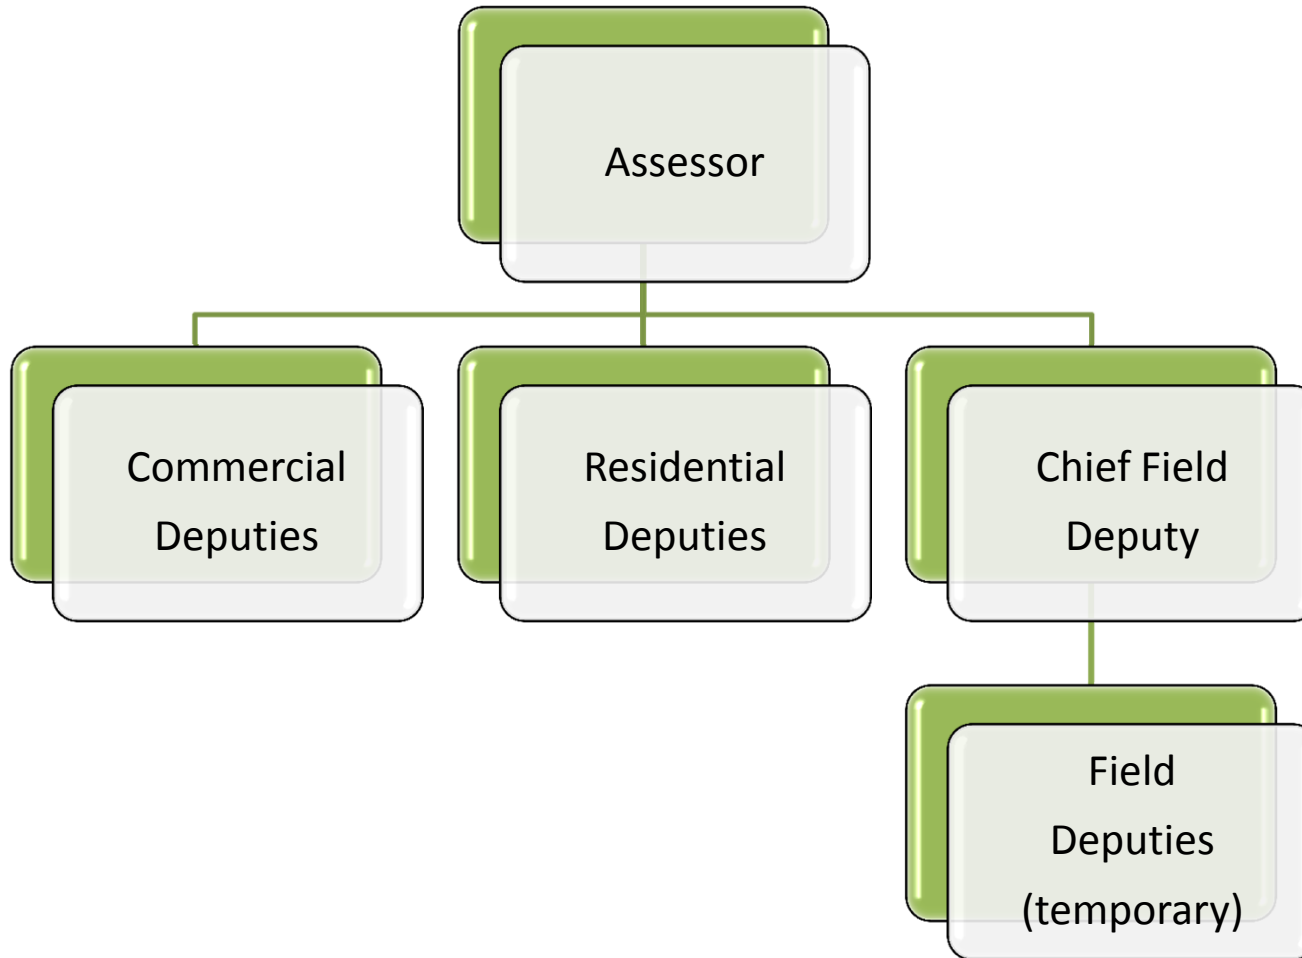 Assessor
Commercial
Deputies
Residential
Deputies
Chief Field
Deputy
Field
Deputies
(temporary)